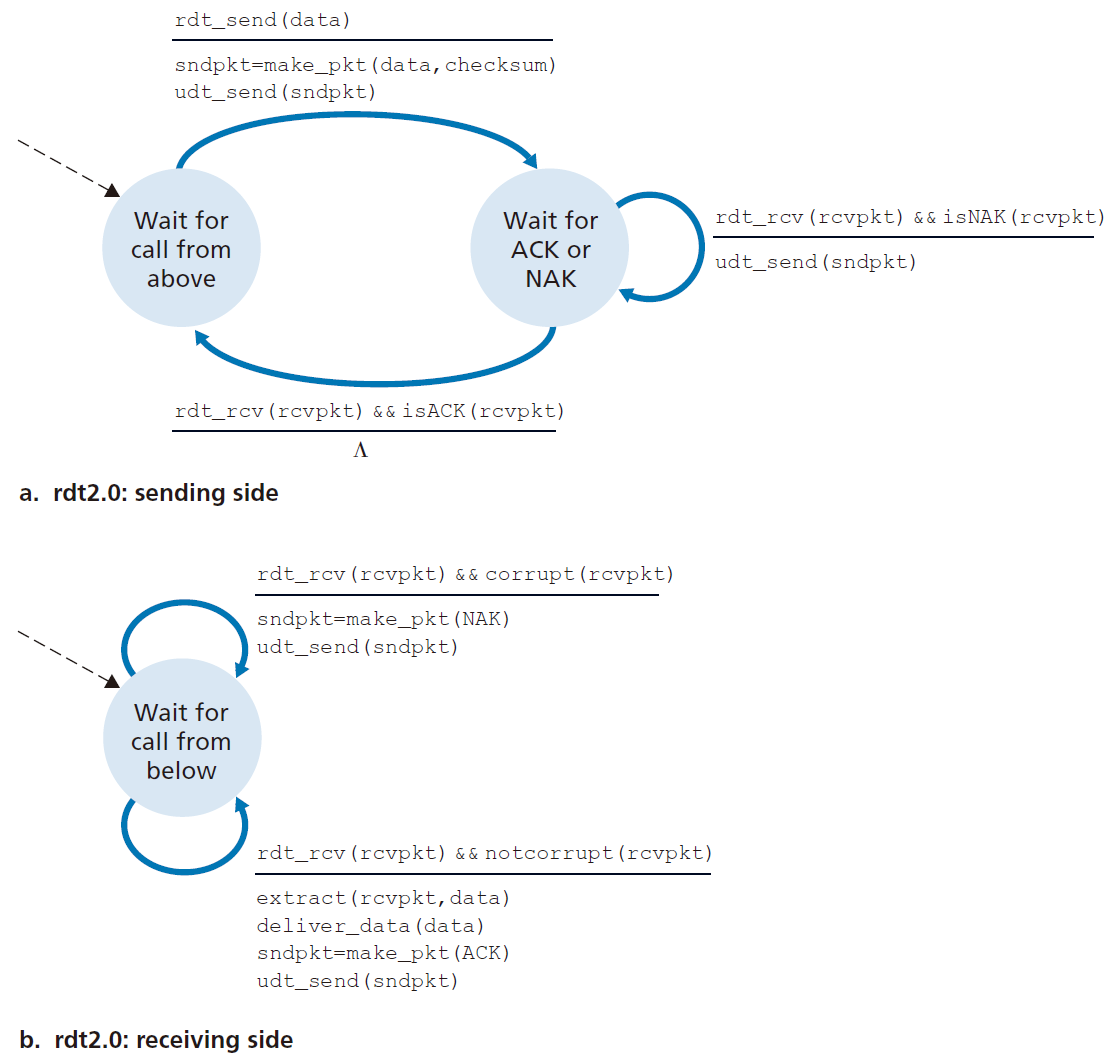 rdt_send(data)
sndpkt=make_pkt(data,checksum)
udt_send(sndpkt)
Wait for
call from
above
Wait for
ACK or
NAK
rdt_rcv(rcvpkt) && isNAK(rcvpkt)
udt_send(sndpkt)
rdt_rcv(rcvpkt) && isACK(rcvpkt)
Λ
a. rdt2.0: sending side
rdt_rcv(rcvpkt) && corrupt(rcvpkt)
sndpkt=make_pkt(NAK)
udt_send(sndpkt)
Wait for
call from
below
rdt_rcv(rcvpkt) && notcorrupt(rcvpkt)
extract(rcvpkt,data)
deliver_data(data)
sndpkt=make_pkt(ACK)
udt_send(sndpkt)
b. rdt2.0: receiving side